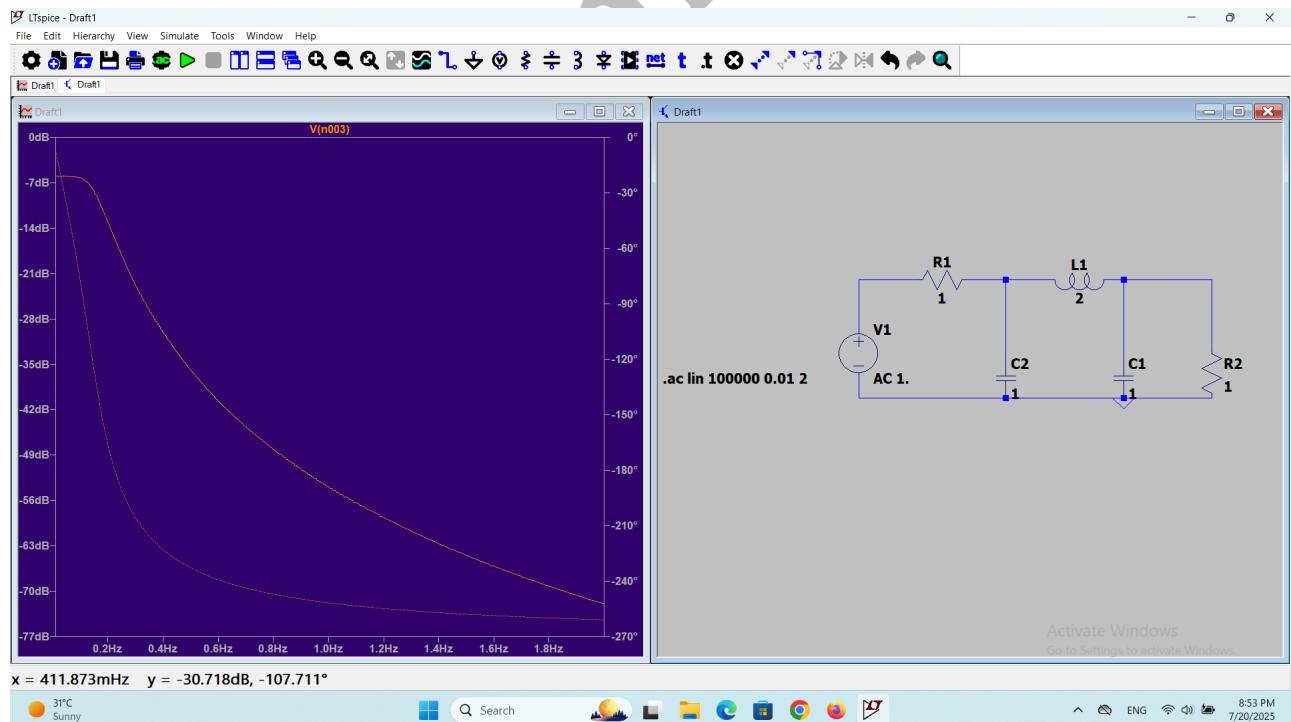 LTspice - Draft1
File Edit Hierarchy View Simulate Tools Window Help
.ac
net t .t
Draft1 Draft1
Draft1
V(n003)
0dB
-7dB
-14dB
-21dB
-28dB
-35dB
-42dB
-49dB
-56dB
-63dB
-70dB
-77dB
0°
-30°
-60°
-90°
-120°
-150°
-180°
-210°
-240°
-270°
0.2Hz 0.4Hz 0.6Hz 0.8Hz 1.0Hz 1.2Hz 1.4Hz 1.6Hz 1.8Hz
Draft1
R1
1
L1
2
V1
AC 1.
C2
1
C1
1
R2
1
.ac lin 100000 0.01 2
Activate Windows
Go to Settings to activate Windows.
x = 411.873mHz y = -30.718dB, -107.711°
31°C
Sunny
Search
ENG
8:53 PM
7/20/2025